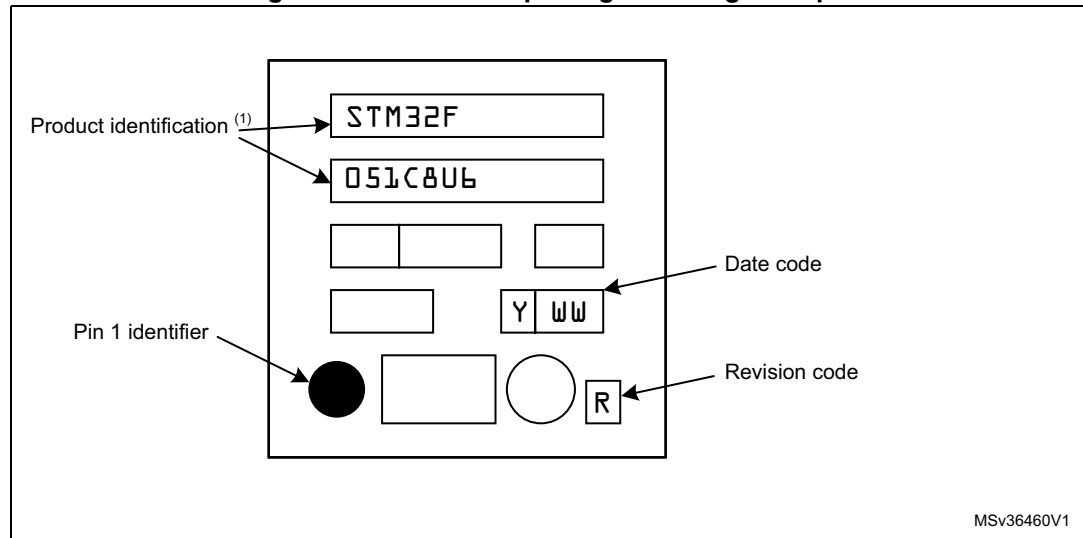 Product identification (1)
STM32F
051C8U6
Date code
Y WW
Pin 1 identifier
Revision code
R
MSv36460V1